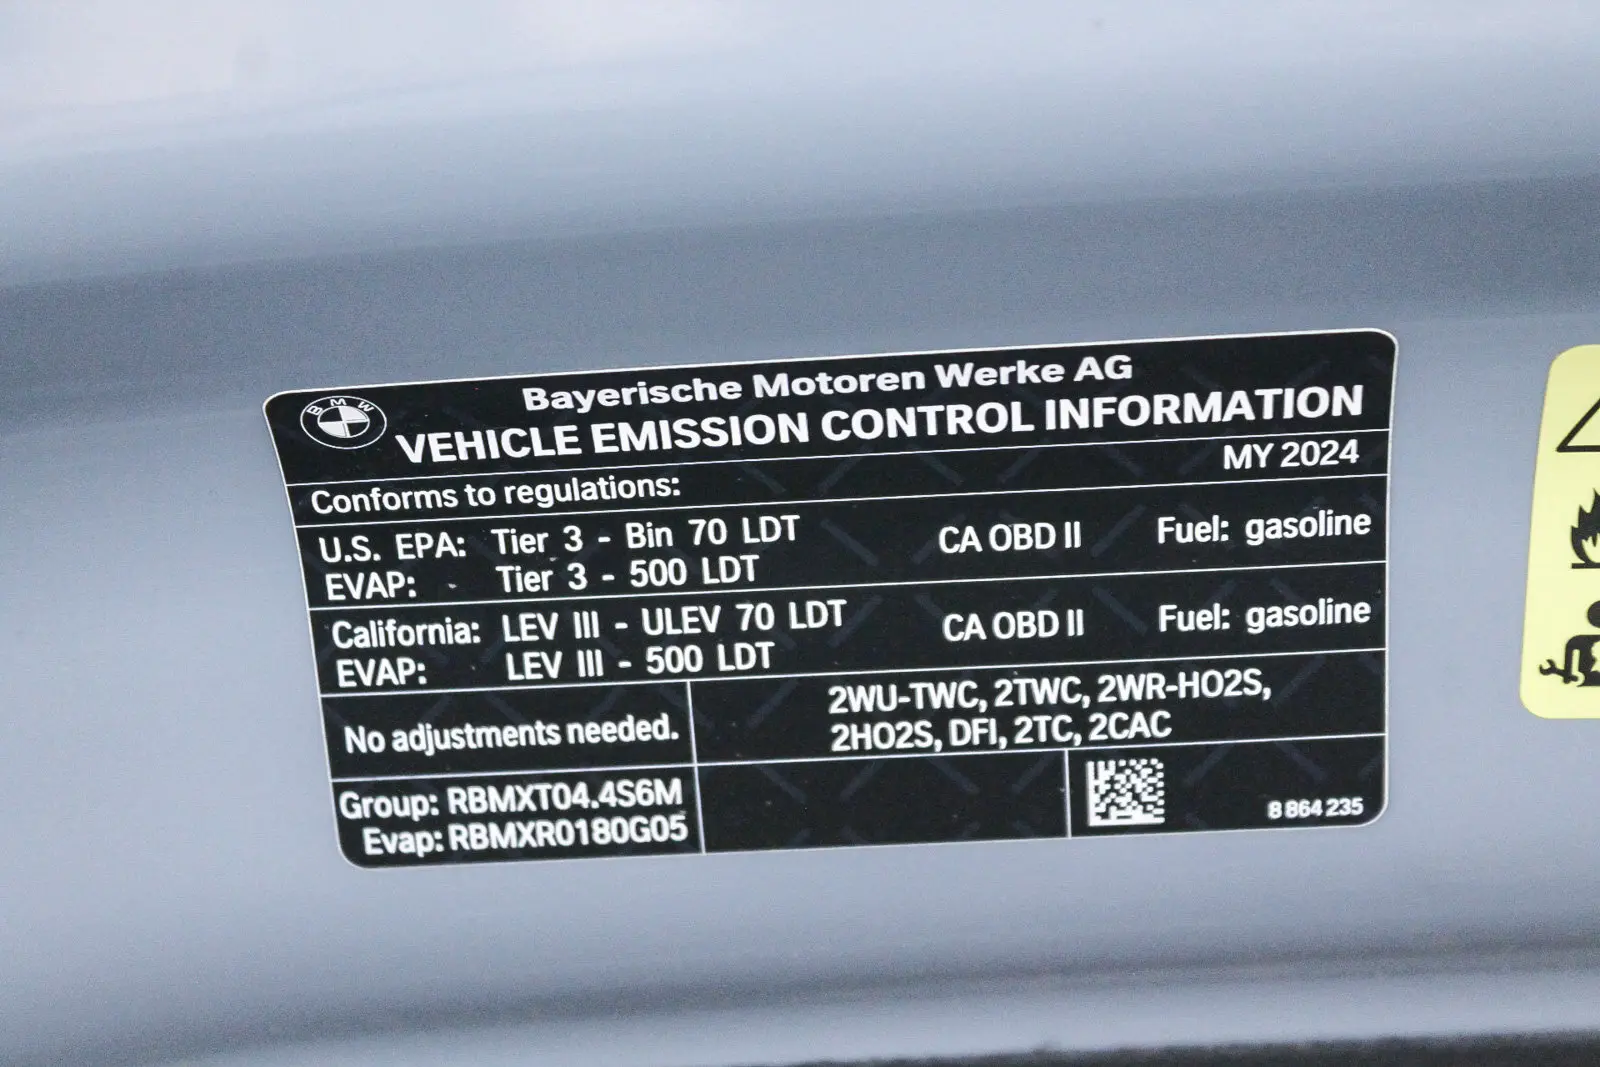 BMW
Bayerische Motoren Werke AG
VEHICLE EMISSION CONTROL INFORMATION
MY 2024
Conforms to regulations:
U.S. EPA: Tier 3 - Bin 70 LDT CA OBD II Fuel: gasoline
EVAP: Tier 3 - 500 LDT
California: LEV III - ULEV 70 LDT CA OBD II Fuel: gasoline
EVAP: LEV III - 500 LDT
No adjustments needed.
2WU-TWC, 2TWC, 2WR-HO2S,
2HO2S, DFI, 2TC, 2CAC
Group: RBMXT04.4S6M
Evap: RBMXR0180G05
8 864 235